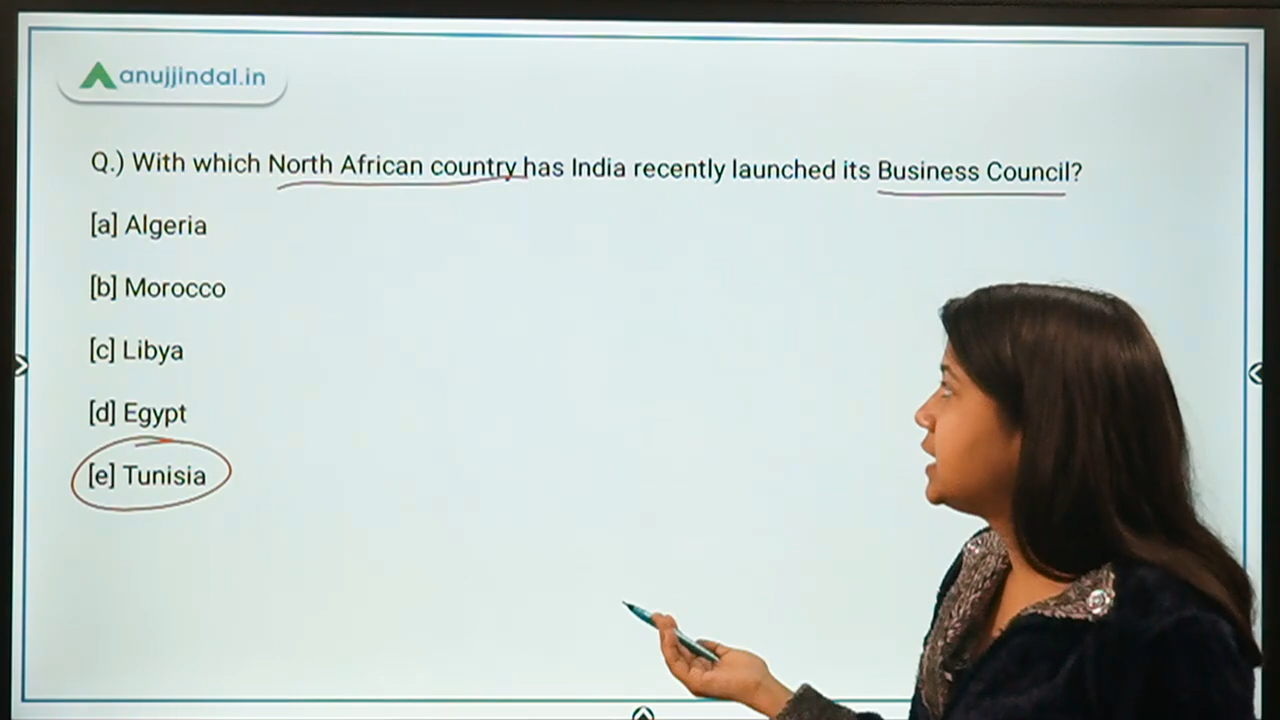 anujjindal.in
Q.) With which North African country has India recently launched its Business Council?
[a] Algeria
[b] Morocco
[c] Libya
[d] Egypt
[e] Tunisia